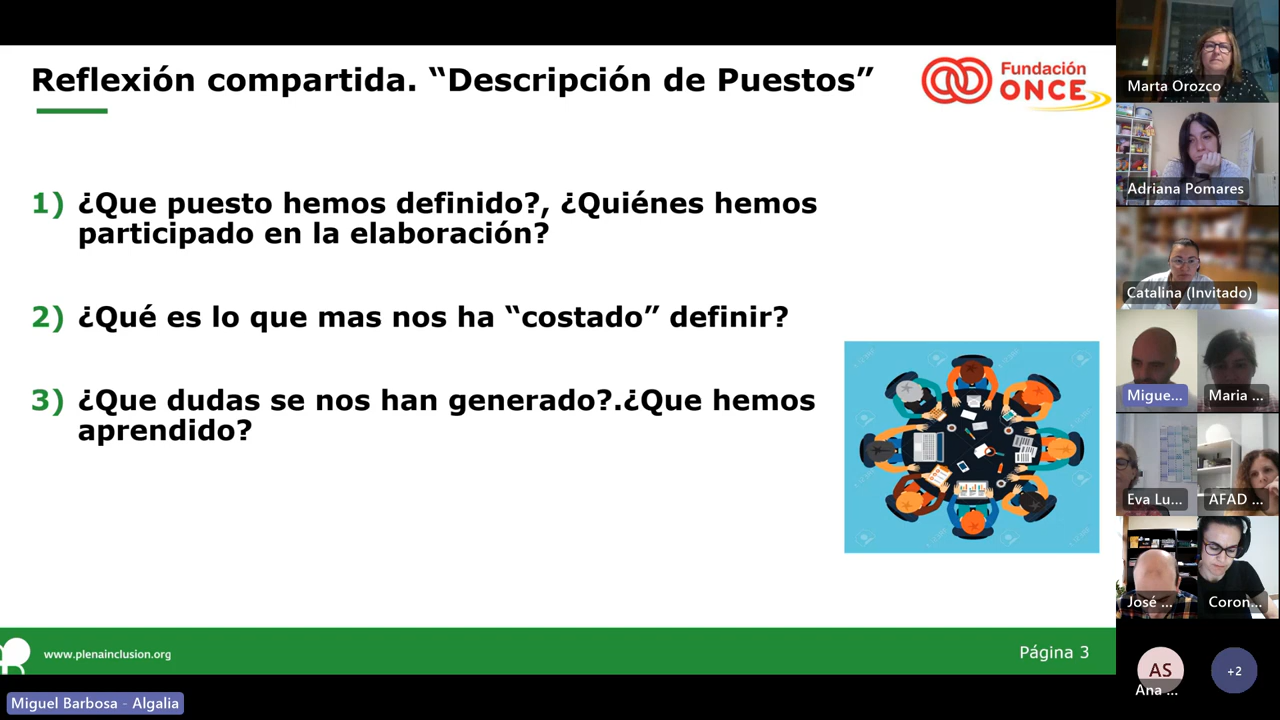 Reflexión compartida. “Descripción de Puestos”
Fundación
ONCE
1) ¿Que puesto hemos definido?, ¿Quiénes hemos
participado en la elaboración?
2) ¿Qué es lo que mas nos ha “costado” definir?
3) ¿Que dudas se nos han generado?.¿Que hemos
aprendido?
www.plenainclusion.org
Página 3
Miguel Barbosa - Algalia
Marta Orozco
Adriana Pomares
Catalina (Invitado)
Migue...
Maria ...
Eva Lu...
AFAD ...
José ...
Coron...
AS
Ana ...
+2